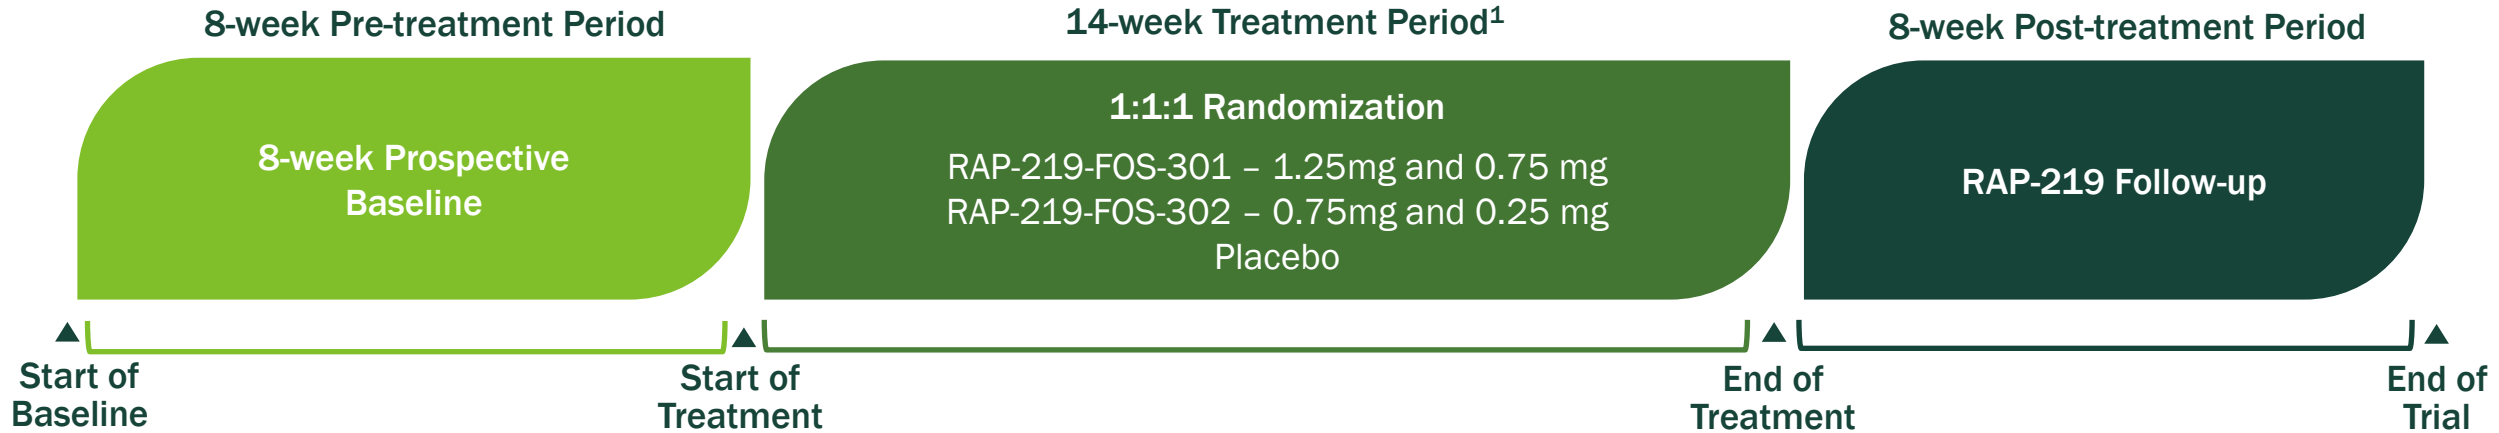 8-week Pre-treatment Period
14-week Treatment Period¹
8-week Post-treatment Period
8-week Prospective
Baseline
1:1:1 Randomization
RAP-219-FOS-301 – 1.25mg and 0.75 mg
RAP-219-FOS-302 – 0.75mg and 0.25 mg
Placebo
RAP-219 Follow-up
Start of
Baseline
Start of
Treatment
End of
Treatment
End of
Trial